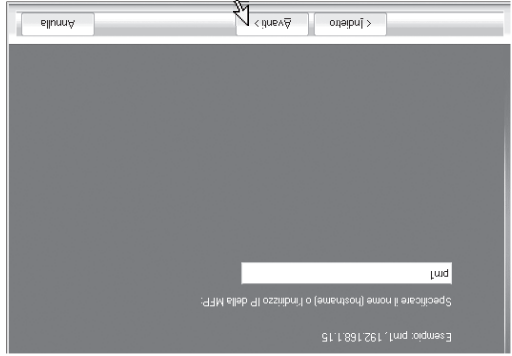 Esempio: prn1, 192.168.1.15
Specificare il nome (hostname) o l'indirizzo IP della MFP:
prn1
< Indietro
Avanti >
Annulla